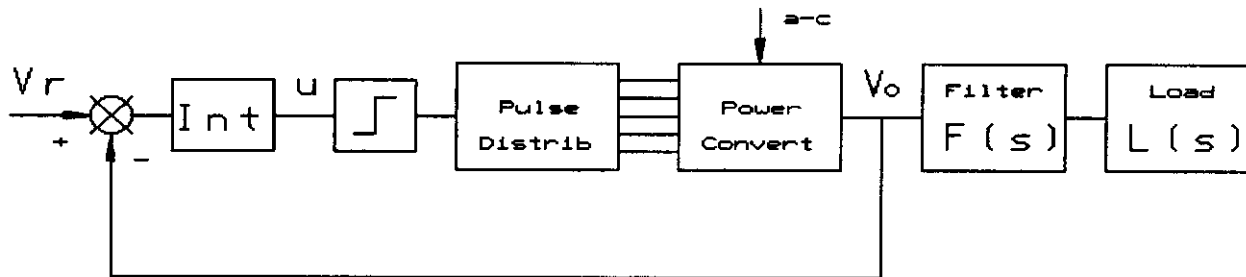 a-c
Vr
+
-
Int
u
Pulse
Distrib
Power
Convert
Vo
Filter
F(s)
Load
L(s)